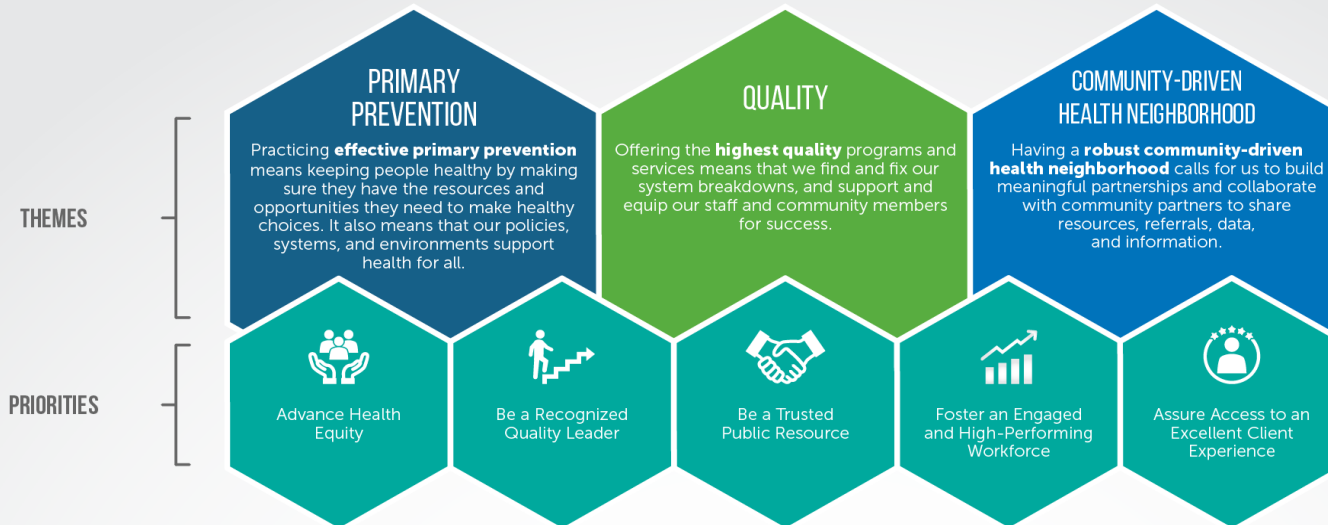 PRIMARY
PREVENTION
Practicing effective primary prevention
means keeping people healthy by making
sure they have the resources and
opportunities they need to make healthy
choices. It also means that our policies,
systems, and environments support
health for all.
QUALITY
Offering the highest quality programs and
services means that we find and fix our
system breakdowns, and support and
equip our staff and community members
for success.
COMMUNITY-DRIVEN
HEALTH NEIGHBORHOOD
Having a robust community-driven
health neighborhood calls for us to build
meaningful partnerships and collaborate
with community partners to share
resources, referrals, data,
and information.
THEMES
PRIORITIES
Advance Health
Equity
Be a Recognized
Quality Leader
Be a Trusted
Public Resource
Foster an Engaged
and High-Performing
Workforce
Assure Access to an
Excellent Client
Experience